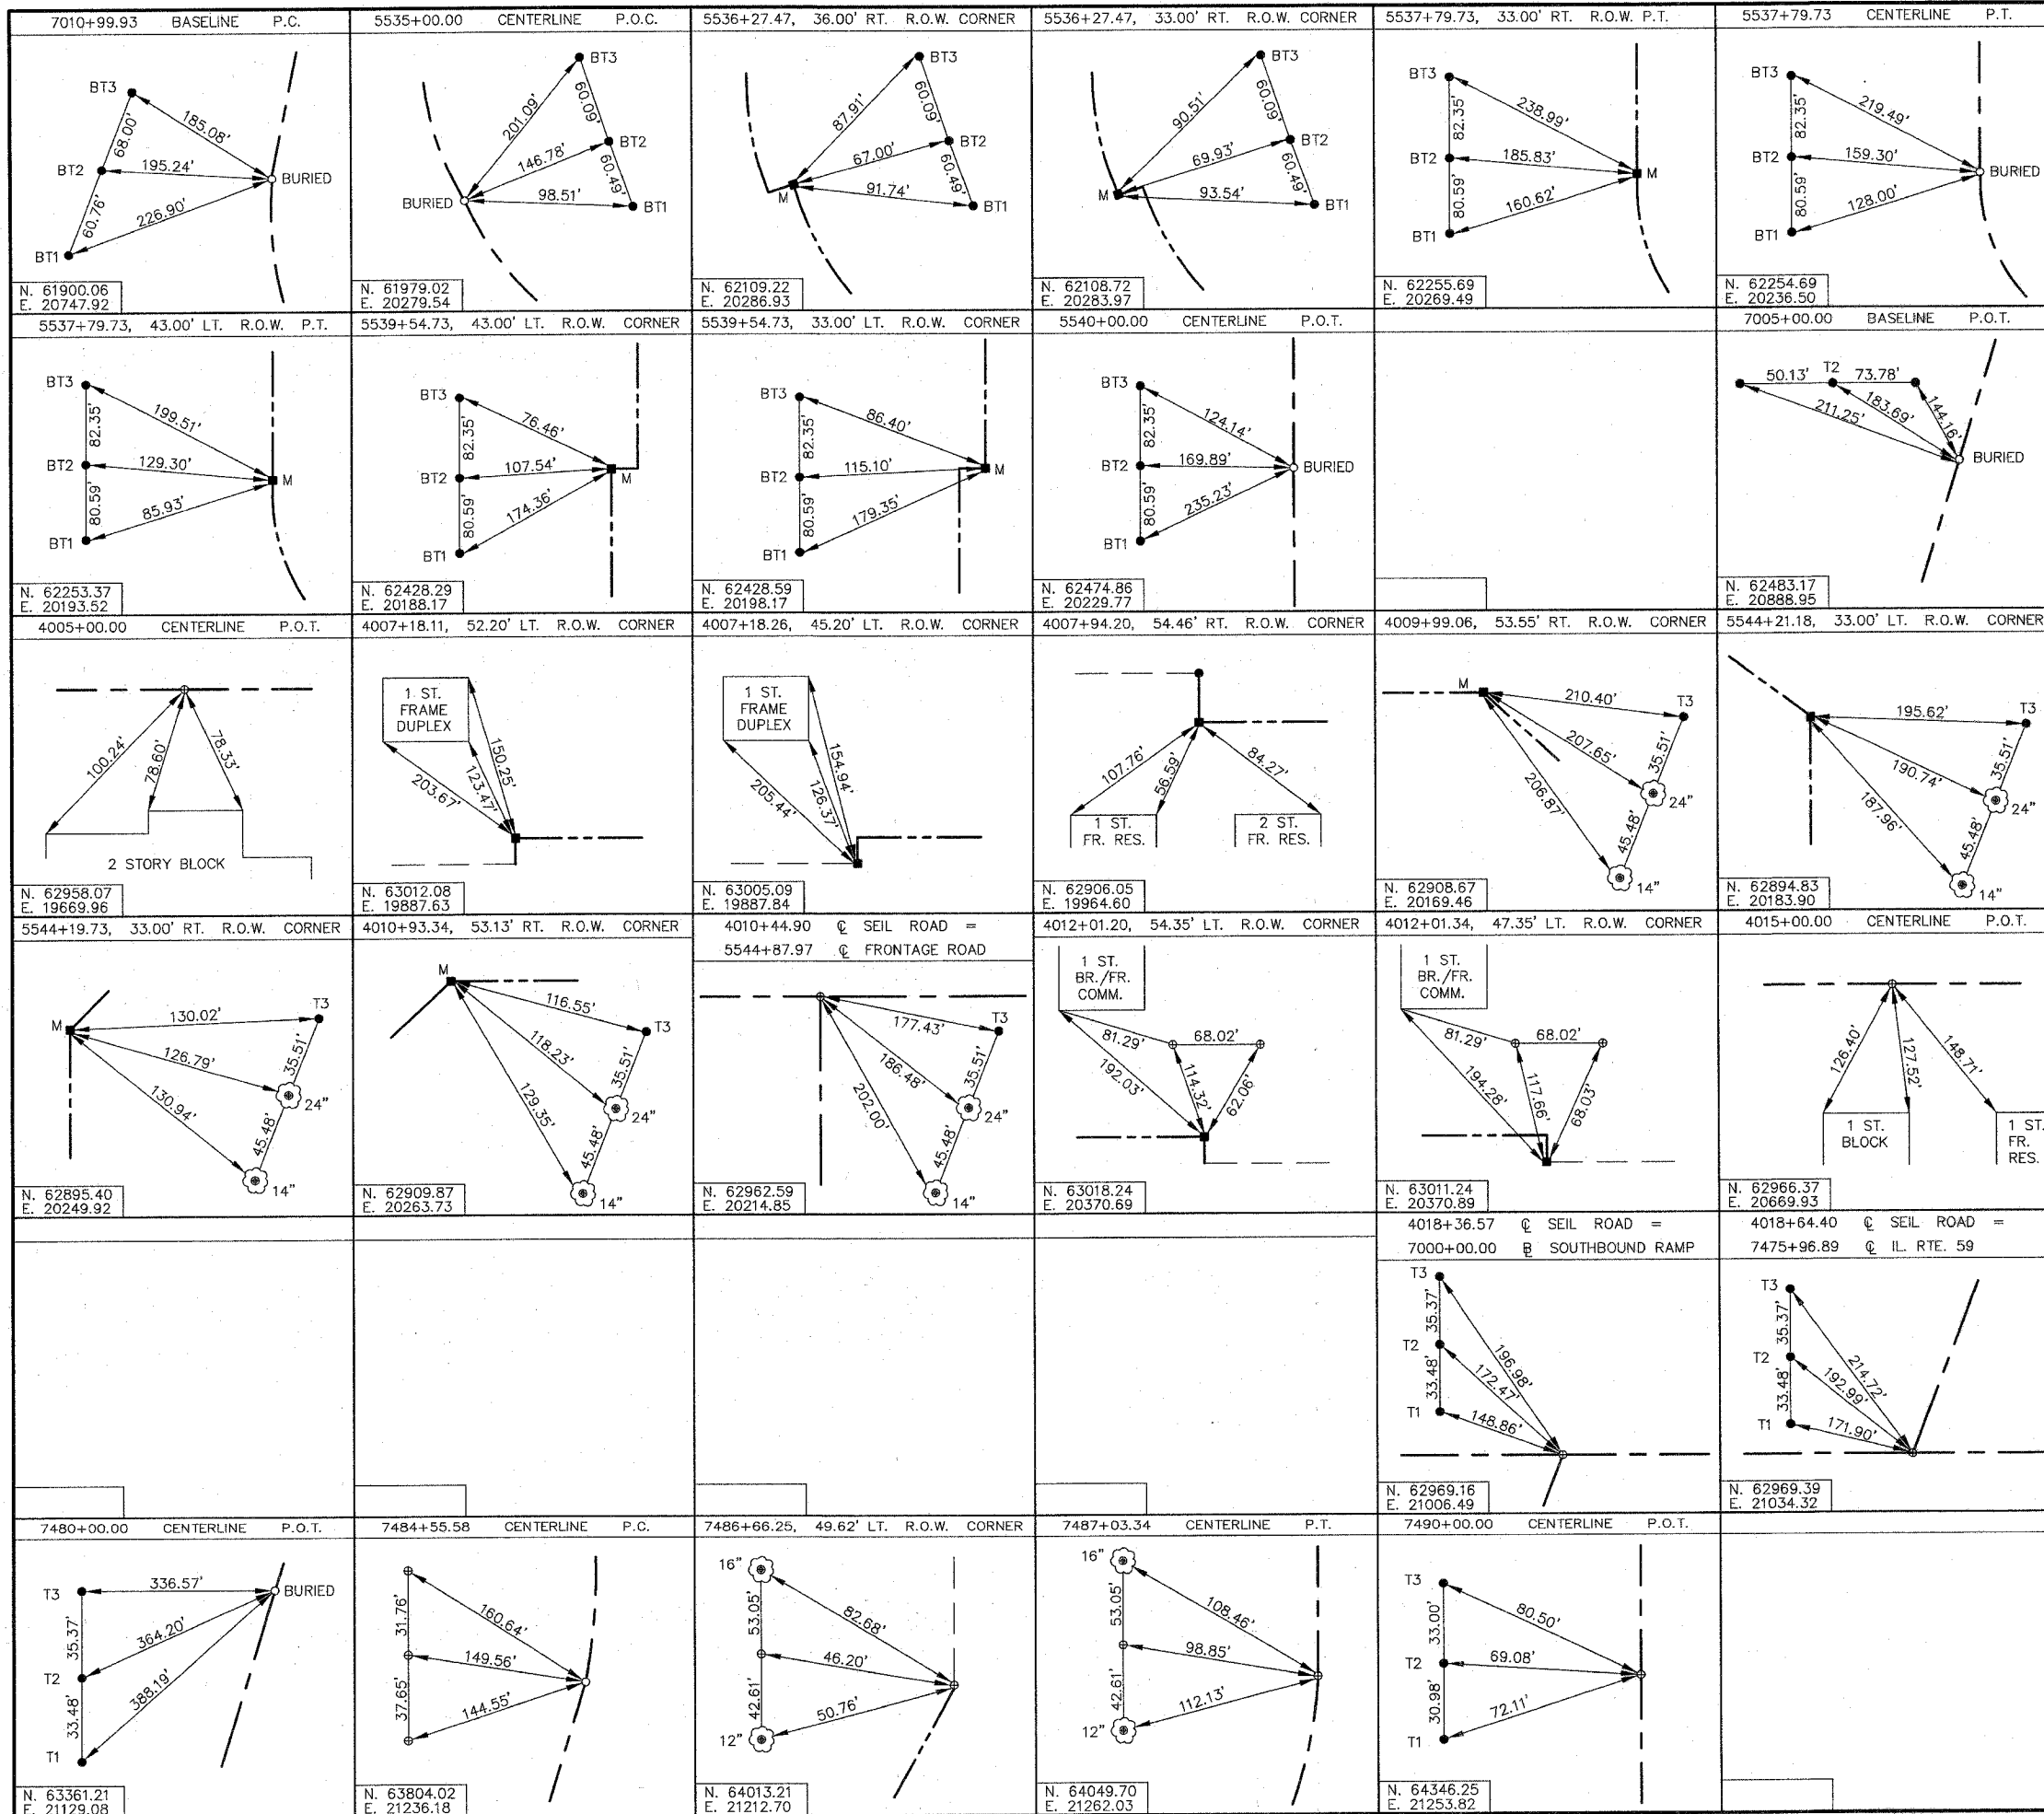 7010+99.93 BASELINE P.C.
BT3
185.08'
68.00'
BT2
195.24'
BURIED
60.76'
226.90'
BT1
N. 61900.06
E. 20747.92
5535+00.00 CENTERLINE P.O.C.
BT3
201.09'
60.09'
BT2
146.78'
60.49'
BURIED
98.51'
BT1
N. 61979.02
E. 20279.54
5536+27.47, 36.00' RT. R.O.W. CORNER
BT3
87.91'
60.09'
BT2
67.00'
60.49'
M
91.74'
BT1
N. 62109.22
E. 20286.93
5536+27.47, 33.00' RT. R.O.W. CORNER
BT3
90.51'
60.09'
BT2
69.93'
60.49'
M
93.54'
BT1
N. 62108.72
E. 20283.97
5537+79.73, 33.00' RT. R.O.W. P.T.
BT3
238.99'
82.35'
BT2
185.83'
M
80.59'
160.62'
BT1
N. 62255.69
E. 20269.49
5537+79.73 CENTERLINE P.T.
BT3
219.49'
82.35'
BT2
159.30'
BURIED
80.59'
128.00'
BT1
N. 62254.69
E. 20236.50
5537+79.73, 43.00' LT. R.O.W. P.T.
BT3
199.51'
82.35'
BT2
129.30'
M
80.59'
85.93'
BT1
N. 62253.37
E. 20193.52
5539+54.73, 43.00' LT. R.O.W. CORNER
BT3
76.46'
82.35'
BT2
107.54'
M
80.59'
174.36'
BT1
N. 62428.29
E. 20188.17
5539+54.73, 33.00' LT. R.O.W. CORNER
BT3
86.40'
82.35'
BT2
115.10'
M
80.59'
179.35'
BT1
N. 62428.59
E. 20198.17
5540+00.00 CENTERLINE P.O.T.
BT3
124.14'
82.35'
BT2
169.89'
BURIED
80.59'
235.23'
BT1
N. 62474.86
E. 20229.77
7005+00.00 BASELINE P.O.T.
50.13'
T2
73.78'
183.69'
144.16'
211.25'
BURIED
N. 62483.17
E. 20888.95
4005+00.00 CENTERLINE P.O.T.
100.24'
78.60'
78.33'
2 STORY BLOCK
N. 62958.07
E. 19669.96
4007+18.11, 52.20' LT. R.O.W. CORNER
1 ST.
FRAME
DUPLEX
150.25'
123.47'
203.67'
N. 63012.08
E. 19887.63
4007+18.26, 45.20' LT. R.O.W. CORNER
1 ST.
FRAME
DUPLEX
154.94'
126.37'
205.44'
N. 63005.09
E. 19887.84
4007+94.20, 54.46' RT. R.O.W. CORNER
107.76'
56.59'
84.27'
1 ST.
FR. RES.
2 ST.
FR. RES.
N. 62906.05
E. 19964.60
4009+99.06, 53.55' RT. R.O.W. CORNER
M
210.40'
T3
207.65'
35.51'
206.87'
24"
45.48'
14"
N. 62908.67
E. 20169.46
5544+21.18, 33.00' LT. R.O.W. CORNER
195.62'
T3
190.74'
35.51'
187.96'
24"
45.48'
14"
N. 62894.83
E. 20183.90
5544+19.73, 33.00' RT. R.O.W. CORNER
M
130.02'
T3
126.79'
35.51'
130.94'
24"
45.48'
14"
N. 62895.40
E. 20249.92
4010+93.34, 53.13' RT. R.O.W. CORNER
M
116.55'
T3
118.23'
35.51'
129.35'
24"
45.48'
14"
N. 62909.87
E. 20263.73
4010+44.90 ℄ SEIL ROAD =
5544+87.97 ℄ FRONTAGE ROAD
177.43'
T3
186.48'
35.51'
202.00'
24"
45.48'
14"
N. 62962.59
E. 20214.85
4012+01.20, 54.35' LT. R.O.W. CORNER
1 ST.
BR./FR.
COMM.
81.29'
68.02'
192.03'
114.32'
62.06'
N. 63018.24
E. 20370.69
4012+01.34, 47.35' LT. R.O.W. CORNER
1 ST.
BR./FR.
COMM.
81.29'
68.02'
194.28'
117.66'
68.03'
N. 63011.24
E. 20370.89
4015+00.00 CENTERLINE P.O.T.
126.40'
127.52'
148.71'
1 ST.
BLOCK
1 ST.
FR.
RES.
N. 62966.37
E. 20669.93
4018+36.57 ℄ SEIL ROAD =
7000+00.00 B SOUTHBOUND RAMP
T3
35.37'
196.98'
T2
172.47'
33.48'
T1
148.86'
N. 62969.16
E. 21006.49
4018+64.40 ℄ SEIL ROAD =
7475+96.89 ℄ IL. RTE. 59
T3
35.37'
214.72'
T2
192.99'
33.48'
T1
171.90'
N. 62969.39
E. 21034.32
7480+00.00 CENTERLINE P.O.T.
T3
336.57'
BURIED
35.37'
364.20'
T2
388.19'
33.48'
T1
N. 63361.21
E. 21129.08
7484+55.58 CENTERLINE P.C.
31.76'
160.64'
149.56'
37.65'
144.55'
N. 63804.02
E. 21236.18
7486+66.25, 49.62' LT. R.O.W. CORNER
16"
53.05'
82.68'
46.20'
42.61'
50.76'
12"
N. 64013.21
E. 21212.70
7487+03.34 CENTERLINE P.T.
16"
53.05'
108.46'
98.85'
42.61'
112.13'
12"
N. 64049.70
E. 21262.03
7490+00.00 CENTERLINE P.O.T.
T3
33.00'
80.50'
T2
69.08'
30.98'
72.11'
T1
N. 64346.25
E. 21253.82